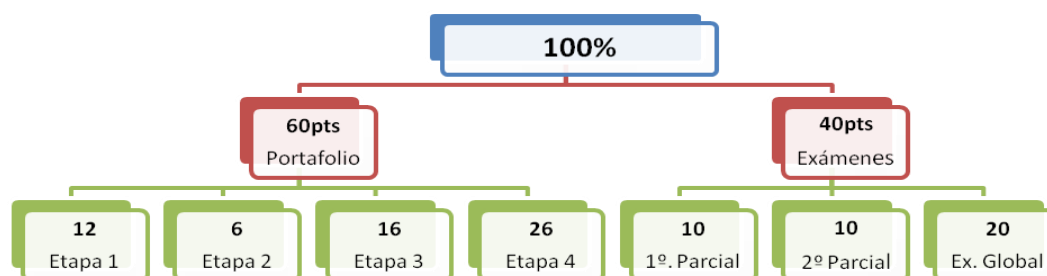 100%
60pts
Portafolio
40pts
Exámenes
12
Etapa 1
6
Etapa 2
16
Etapa 3
26
Etapa 4
10
1º. Parcial
10
2º Parcial
20
Ex. Global